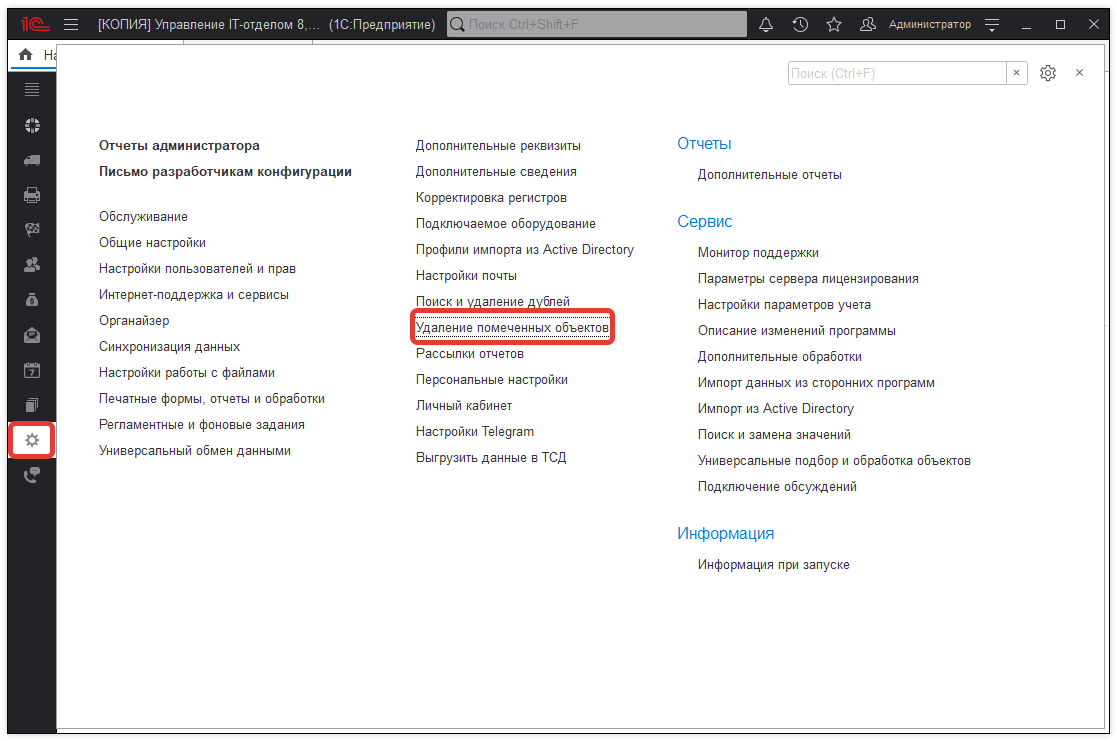 1С [КОПИЯ] Управление IT-отделом 8,... (1С:Предприятие) Поиск Ctrl+Shift+F Администратор
На
Поиск (Ctrl+F)
Отчеты администратора
Письмо разработчикам конфигурации
Обслуживание
Общие настройки
Настройки пользователей и прав
Интернет-поддержка и сервисы
Органайзер
Синхронизация данных
Настройки работы с файлами
Печатные формы, отчеты и обработки
Регламентные и фоновые задания
Универсальный обмен данными
Дополнительные реквизиты
Дополнительные сведения
Корректировка регистров
Подключаемое оборудование
Профили импорта из Active Directory
Настройки почты
Поиск и удаление дублей
Удаление помеченных объектов
Рассылки отчетов
Персональные настройки
Личный кабинет
Настройки Telegram
Выгрузить данные в ТСД
Отчеты
Дополнительные отчеты
Сервис
Монитор поддержки
Параметры сервера лицензирования
Настройки параметров учета
Описание изменений программы
Дополнительные обработки
Импорт данных из сторонних программ
Импорт из Active Directory
Поиск и замена значений
Универсальные подбор и обработка объектов
Подключение обсуждений
Информация
Информация при запуске
7